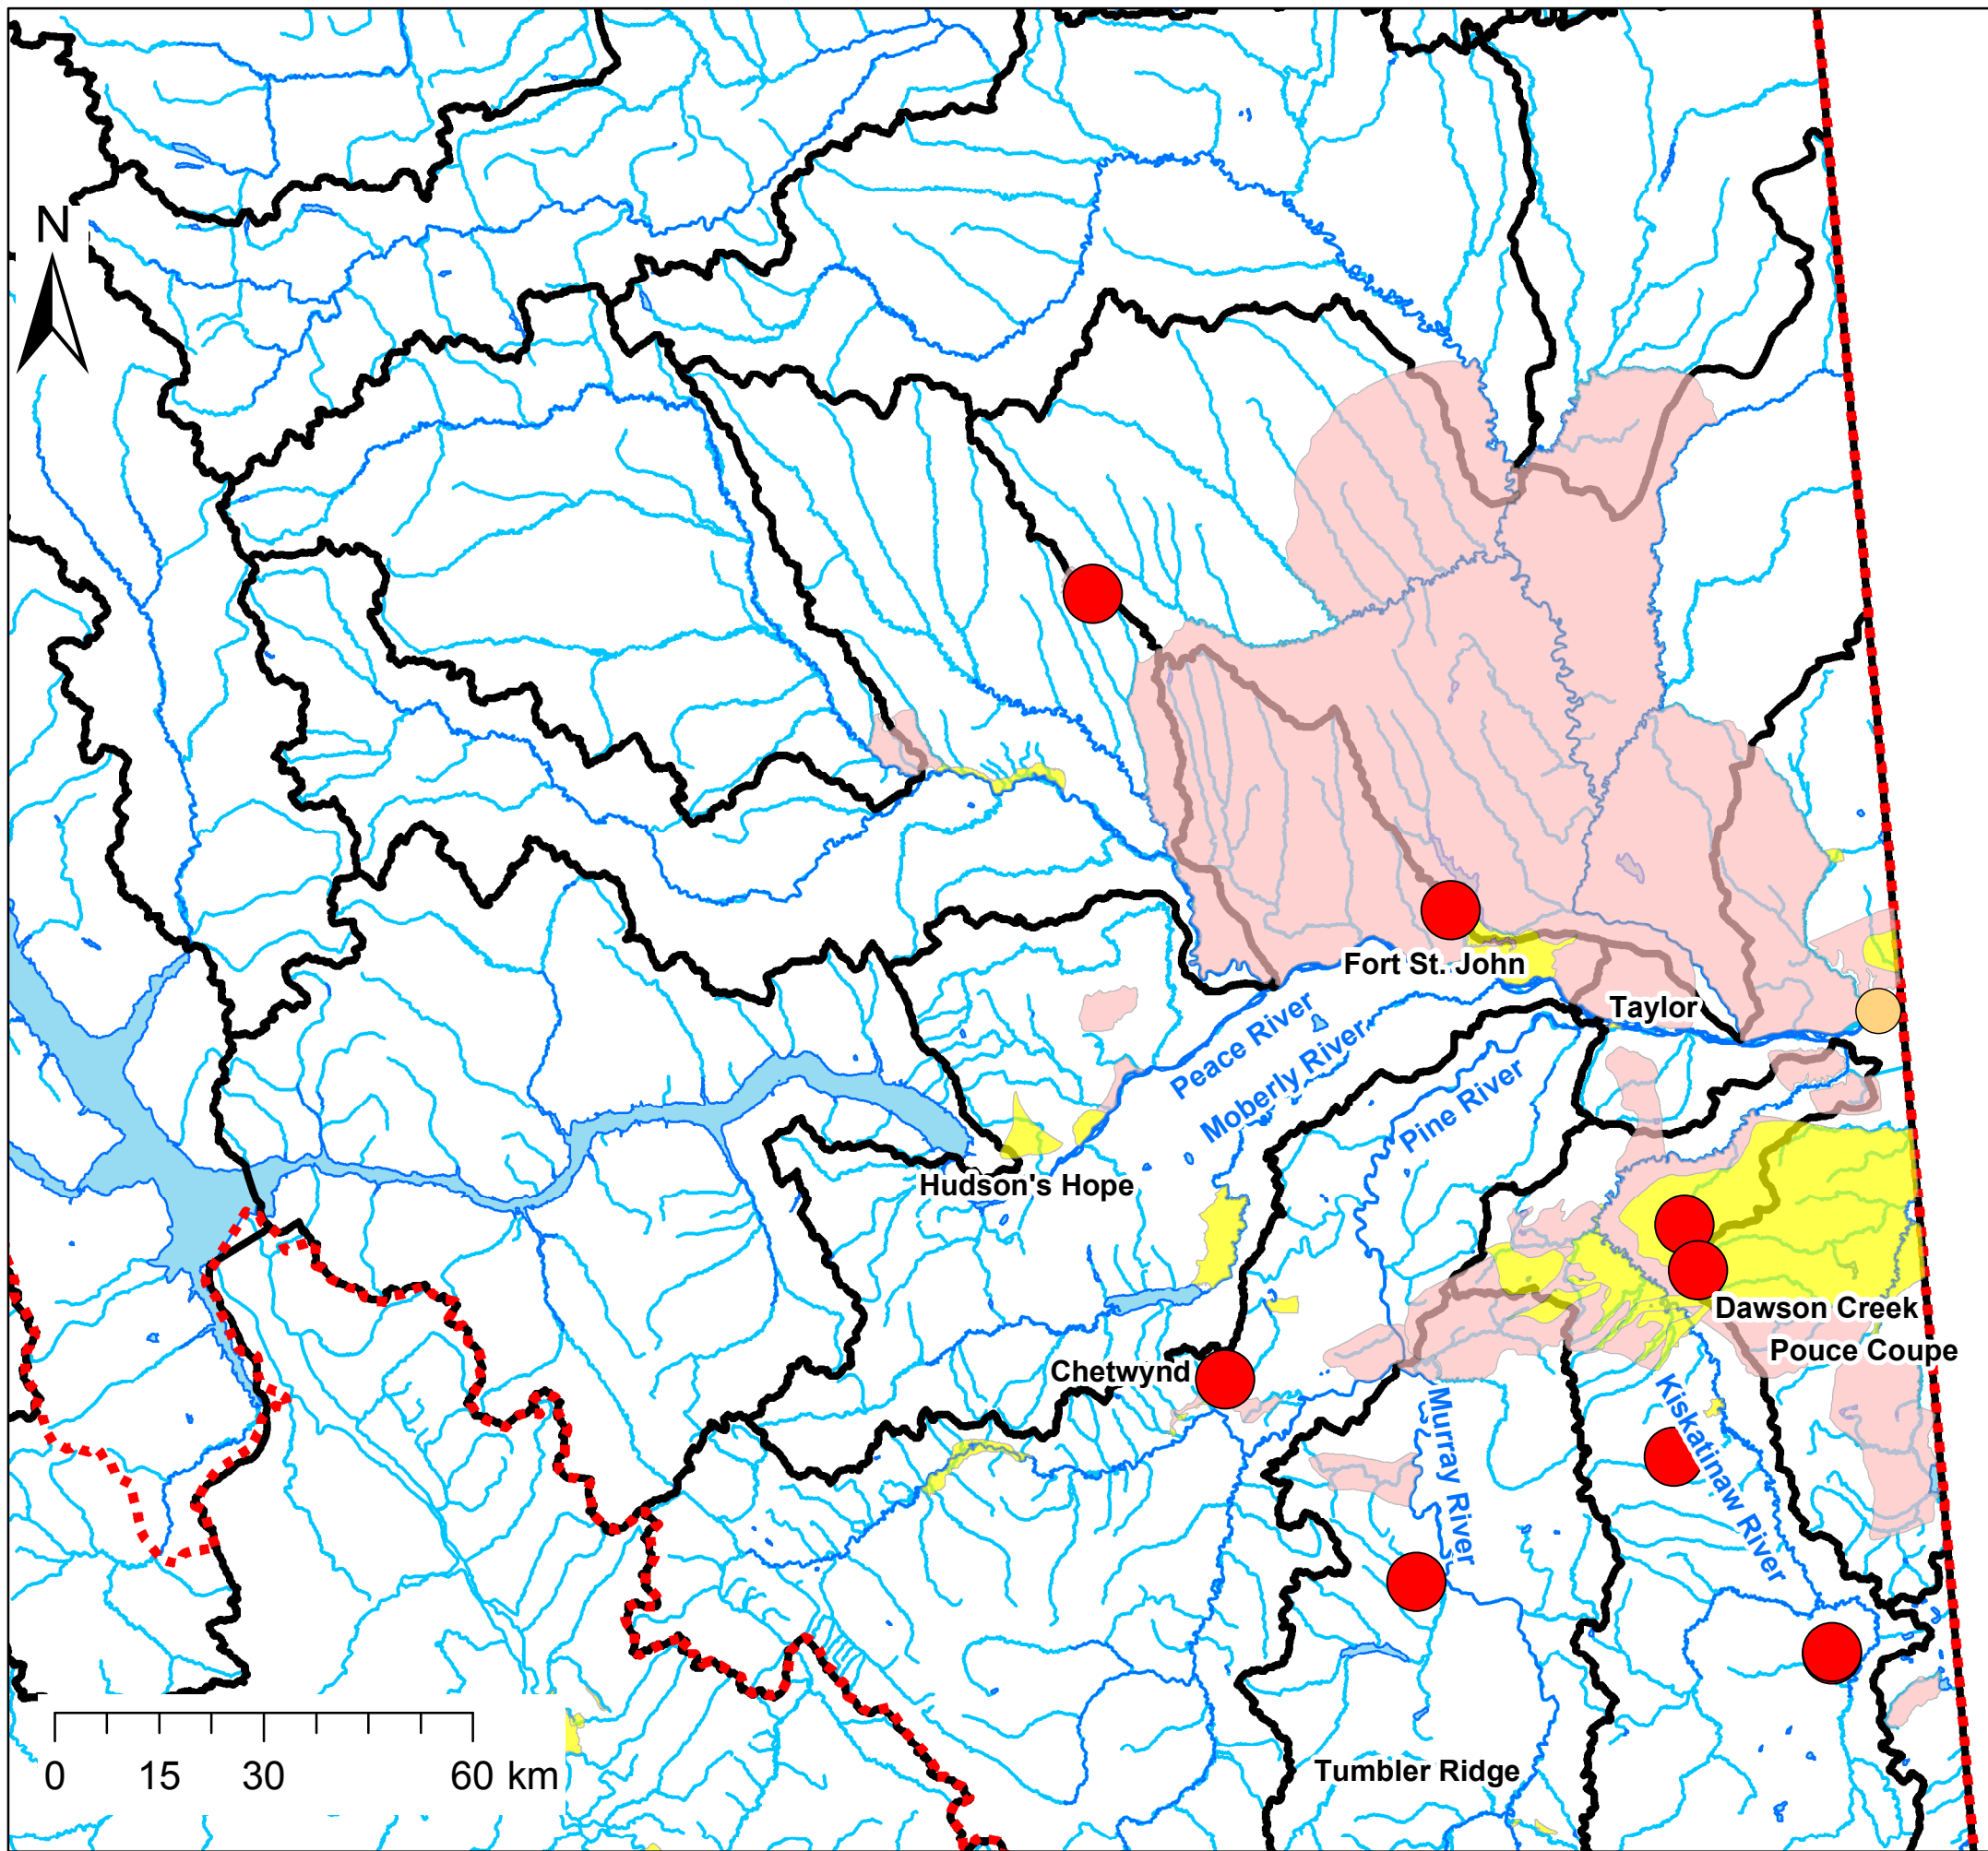 N
Fort St. John
Taylor
Peace River
Moberly River
Pine River
Hudson's Hope
Dawson Creek
Pouce Coupe
Chetwynd
Murray River
Kiskatinaw River
Tumbler Ridge
0 15 30 60 km